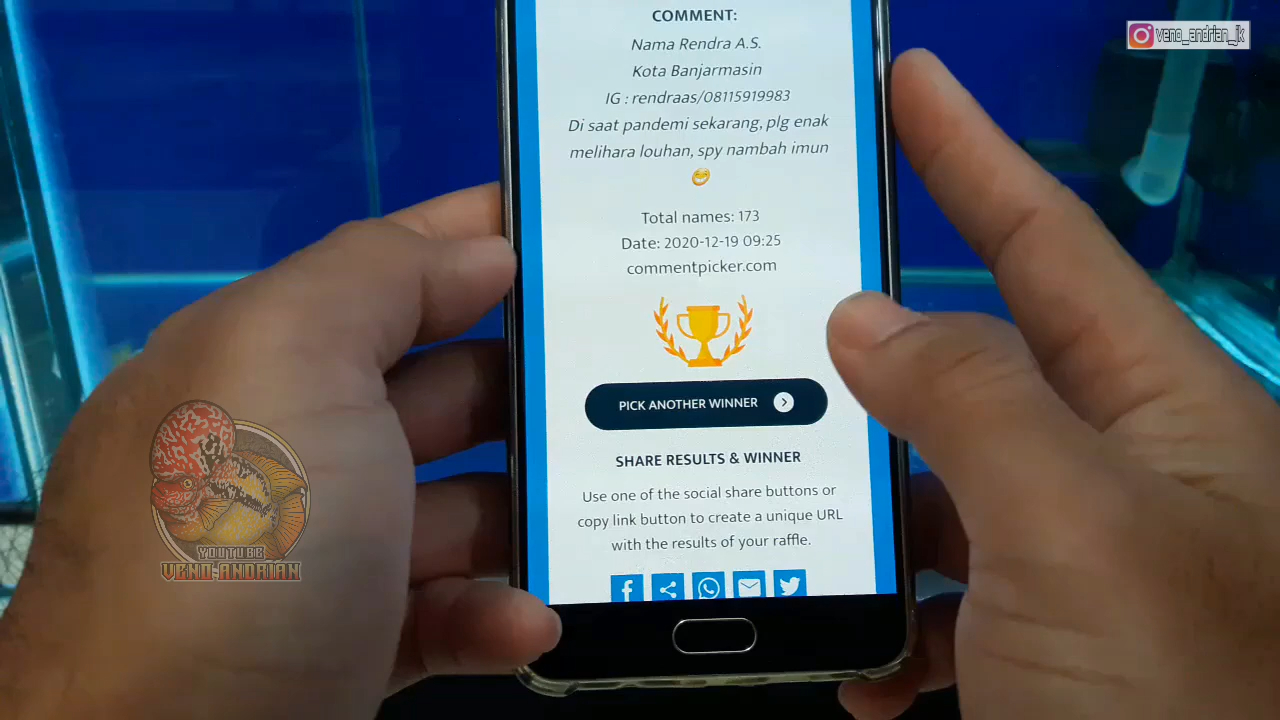 veno_andrian_jk
COMMENT:
Nama Rendra A.S.
Kota Banjarmasin
IG : rendraas/08115919983
Di saat pandemi sekarang, plg enak
melihara louhan, spy nambah imun
😁
Total names: 173
Date: 2020-12-19 09:25
commentpicker.com
PICK ANOTHER WINNER
SHARE RESULTS & WINNER
Use one of the social share buttons or
copy link button to create a unique URL
with the results of your raffle.
YOUTUBE
VENO ANDRIAN